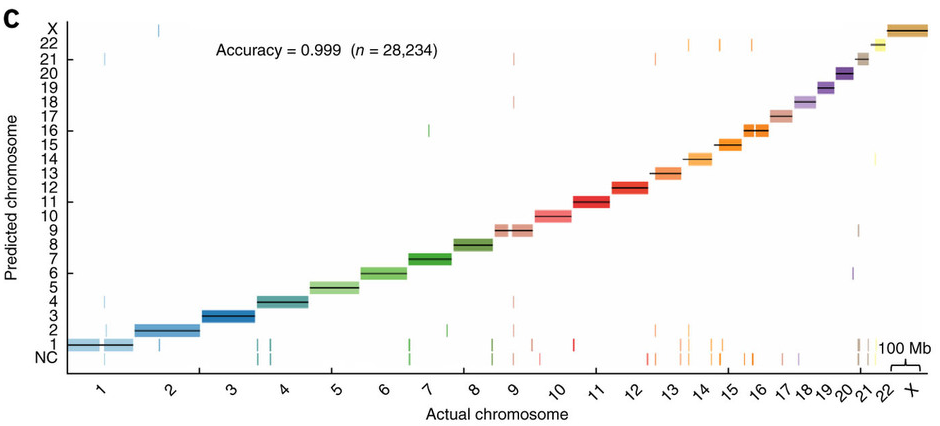 C
X
22
21
20
19
18
17
16
15
14
13
12
11
10
9
8
7
6
5
4
3
2
1
NC
Predicted chromosome
Accuracy = 0.999 (n = 28,234)
100 Mb
1 2 3 4 5 6 7 8 9 10 11 12 13 14 15 16 17 18 19 20 21 22 X
Actual chromosome